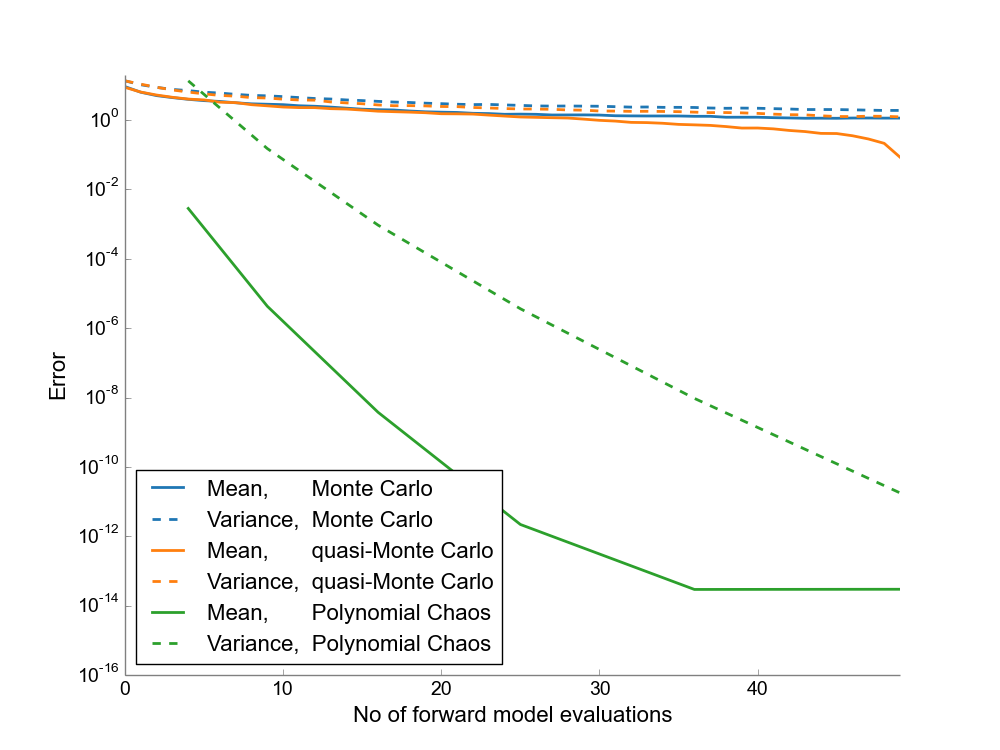 10^0
10^-2
10^-4
10^-6
10^-8
10^-10
10^-12
10^-14
10^-16
Error
Mean, Monte Carlo
Variance, Monte Carlo
Mean, quasi-Monte Carlo
Variance, quasi-Monte Carlo
Mean, Polynomial Chaos
Variance, Polynomial Chaos
0 10 20 30 40
No of forward model evaluations